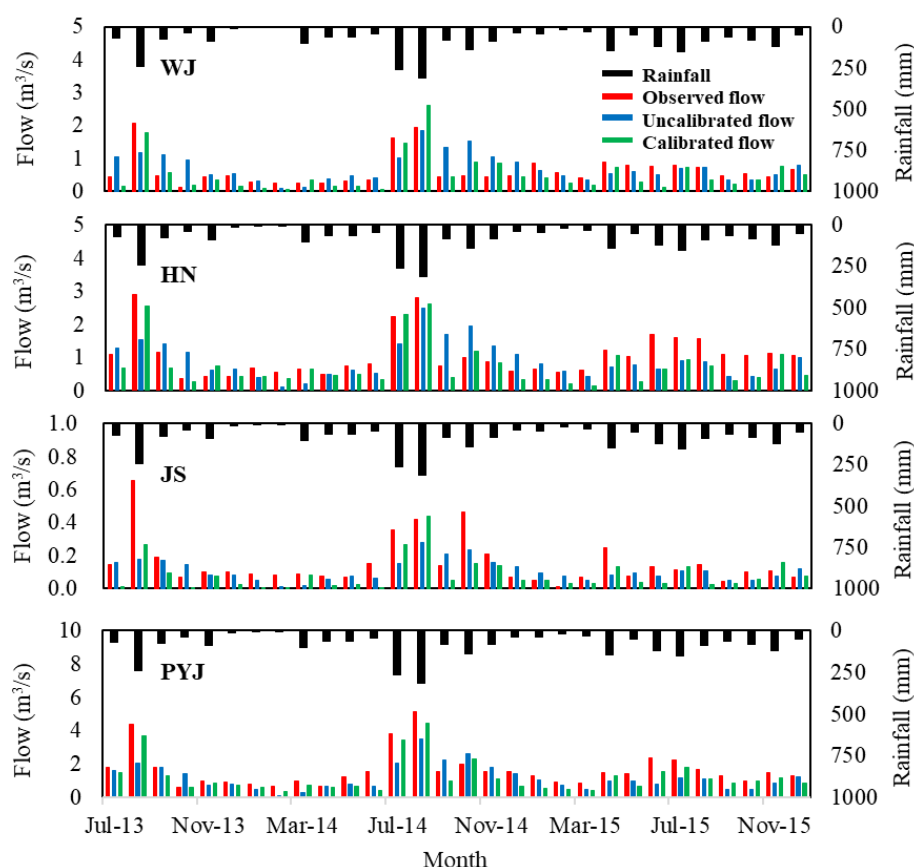 5
4
3
2
1
0
Flow (m³/s)
WJ
Rainfall
Observed flow
Uncalibrated flow
Calibrated flow
0
250
500
750
1000
Rainfall (mm)
5
4
3
2
1
0
Flow (m³/s)
HN
0
250
500
750
1000
Rainfall (mm)
1.0
0.8
0.6
0.4
0.2
0.0
Flow (m³/s)
JS
0
250
500
750
1000
Rainfall (mm)
10
8
6
4
2
0
Flow (m³/s)
PYJ
0
250
500
750
1000
Rainfall (mm)
Jul-13 Nov-13 Mar-14 Jul-14 Nov-14 Mar-15 Jul-15 Nov-15
Month